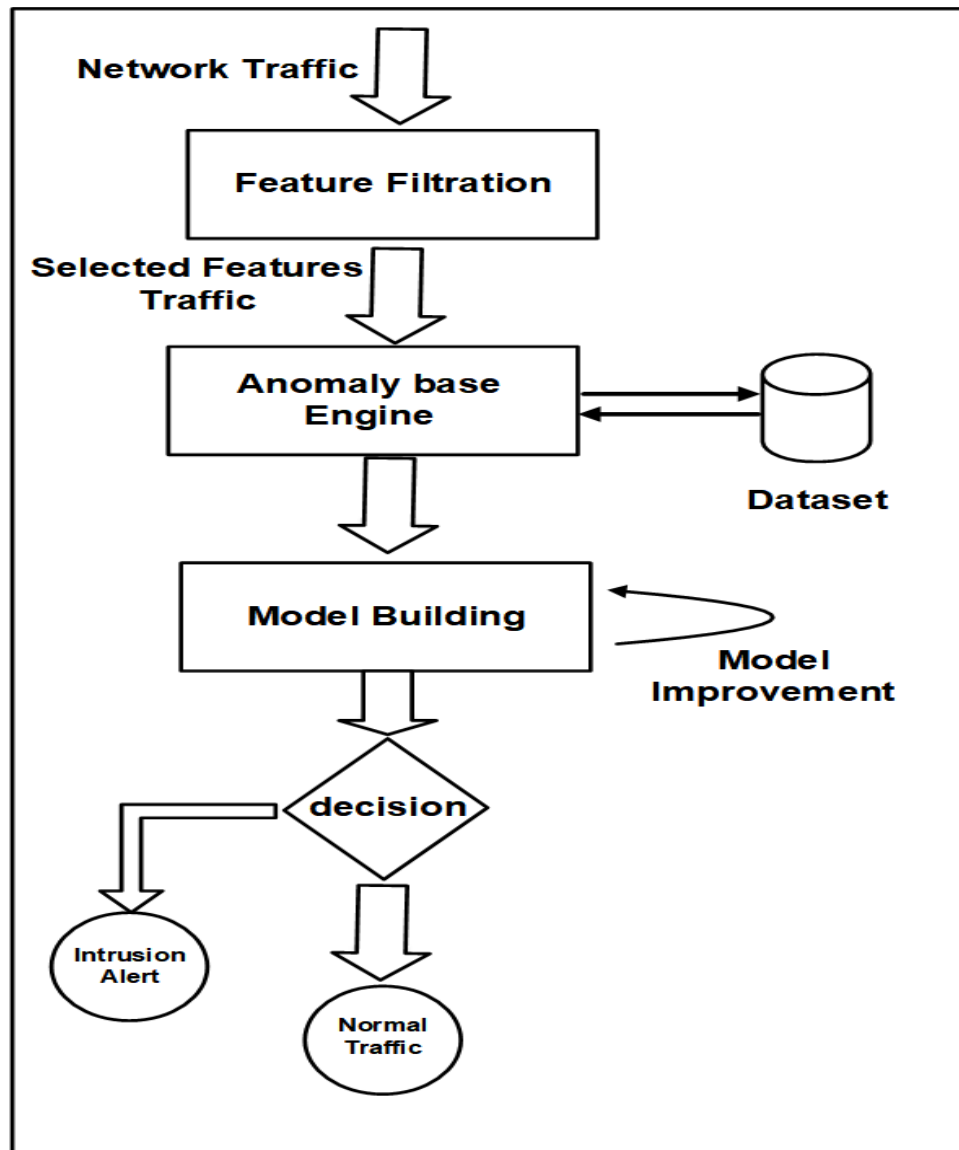 Network Traffic
Feature Filtration
Selected Features
Traffic
Anomaly base
Engine
Dataset
Model Building
Model
Improvement
decision
Intrusion
Alert
Normal
Traffic